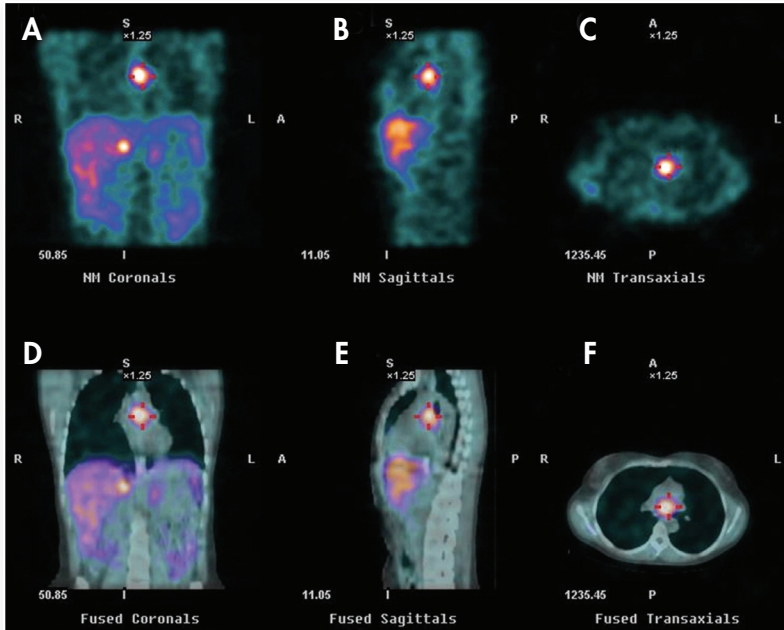 A
S
×1.25
R
L
50.85
I
NM Coronals
B
S
×1.25
A
P
11.05
I
NM Sagittals
C
A
×1.25
R
L
1235.45
P
NM Transaxials
D
S
×1.25
R
L
50.85
I
Fused Coronals
E
S
×1.25
A
P
11.05
I
Fused Sagittals
F
A
×1.25
R
L
1235.45
P
Fused Transaxials